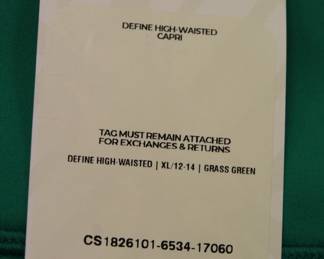 DEFINE HIGH-WAISTED
CAPRI
TAG MUST REMAIN ATTACHED
FOR EXCHANGES & RETURNS
DEFINE HIGH-WAISTED | XL/12-14 | GRASS GREEN
CS1826101-6534-17060